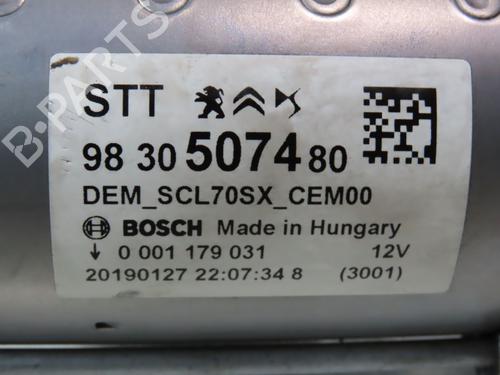 STT
98 30 5074 80
DEM_SCL70SX_CEM00
BOSCH Made in Hungary
↓ 0 001 179 031 12V
20190127 22:07:34 8 (3001)
B-PARTS